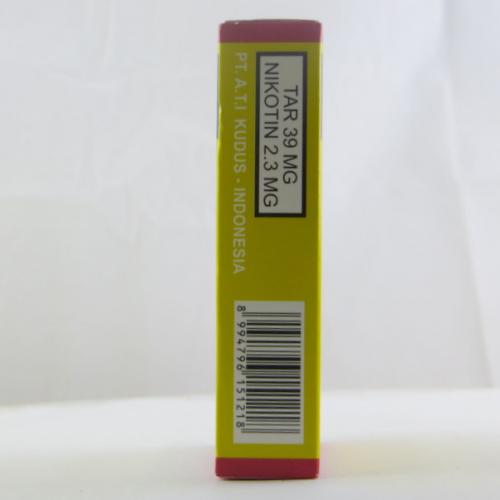 TAR 39 MG
NIKOTIN 2.3 MG
PT. A.T.I KUDUS - INDONESIA
8 994796 151218